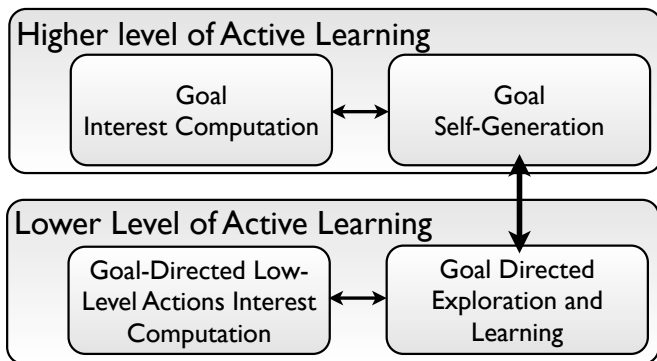 Higher level of Active Learning
Goal
Interest Computation
Goal
Self-Generation
Lower Level of Active Learning
Goal-Directed Low-
Level Actions Interest
Computation
Goal Directed
Exploration and
Learning